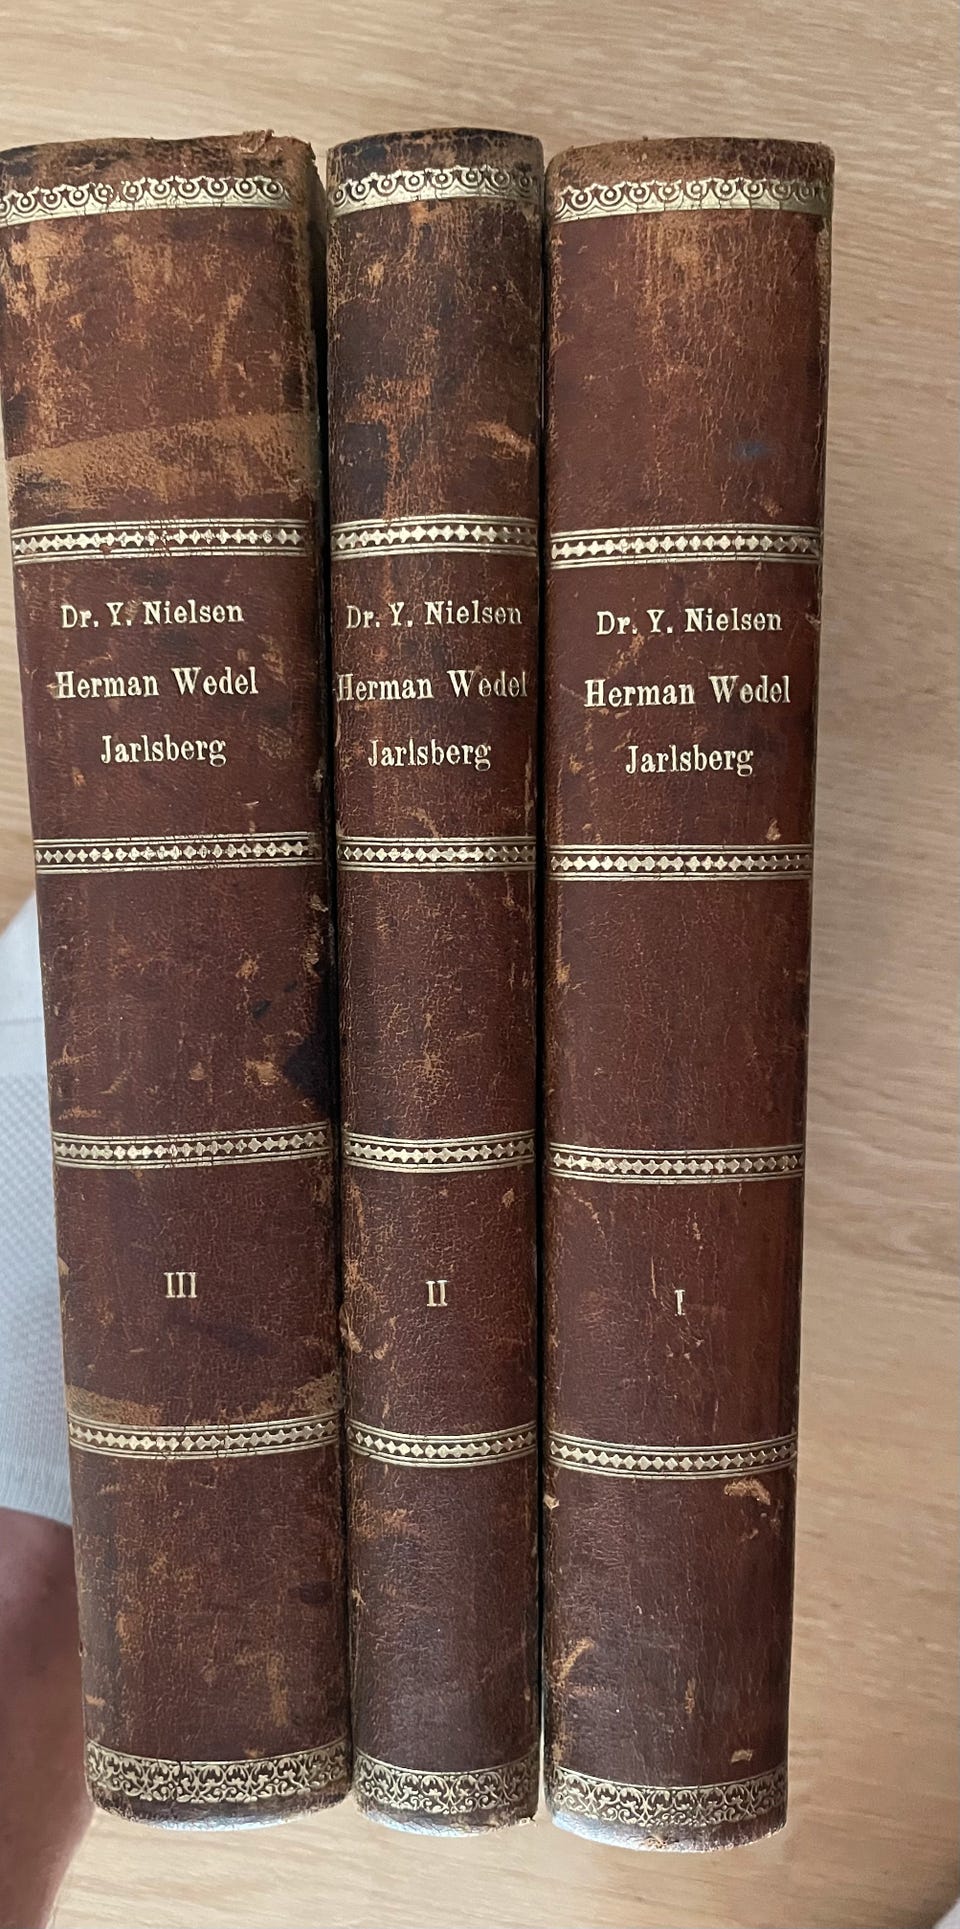 Dr. Y. Nielsen
Herman Wedel
Jarlsberg
III
Dr. Y. Nielsen
Herman Wedel
Jarlsberg
II
Dr. Y. Nielsen
Herman Wedel
Jarlsberg
I